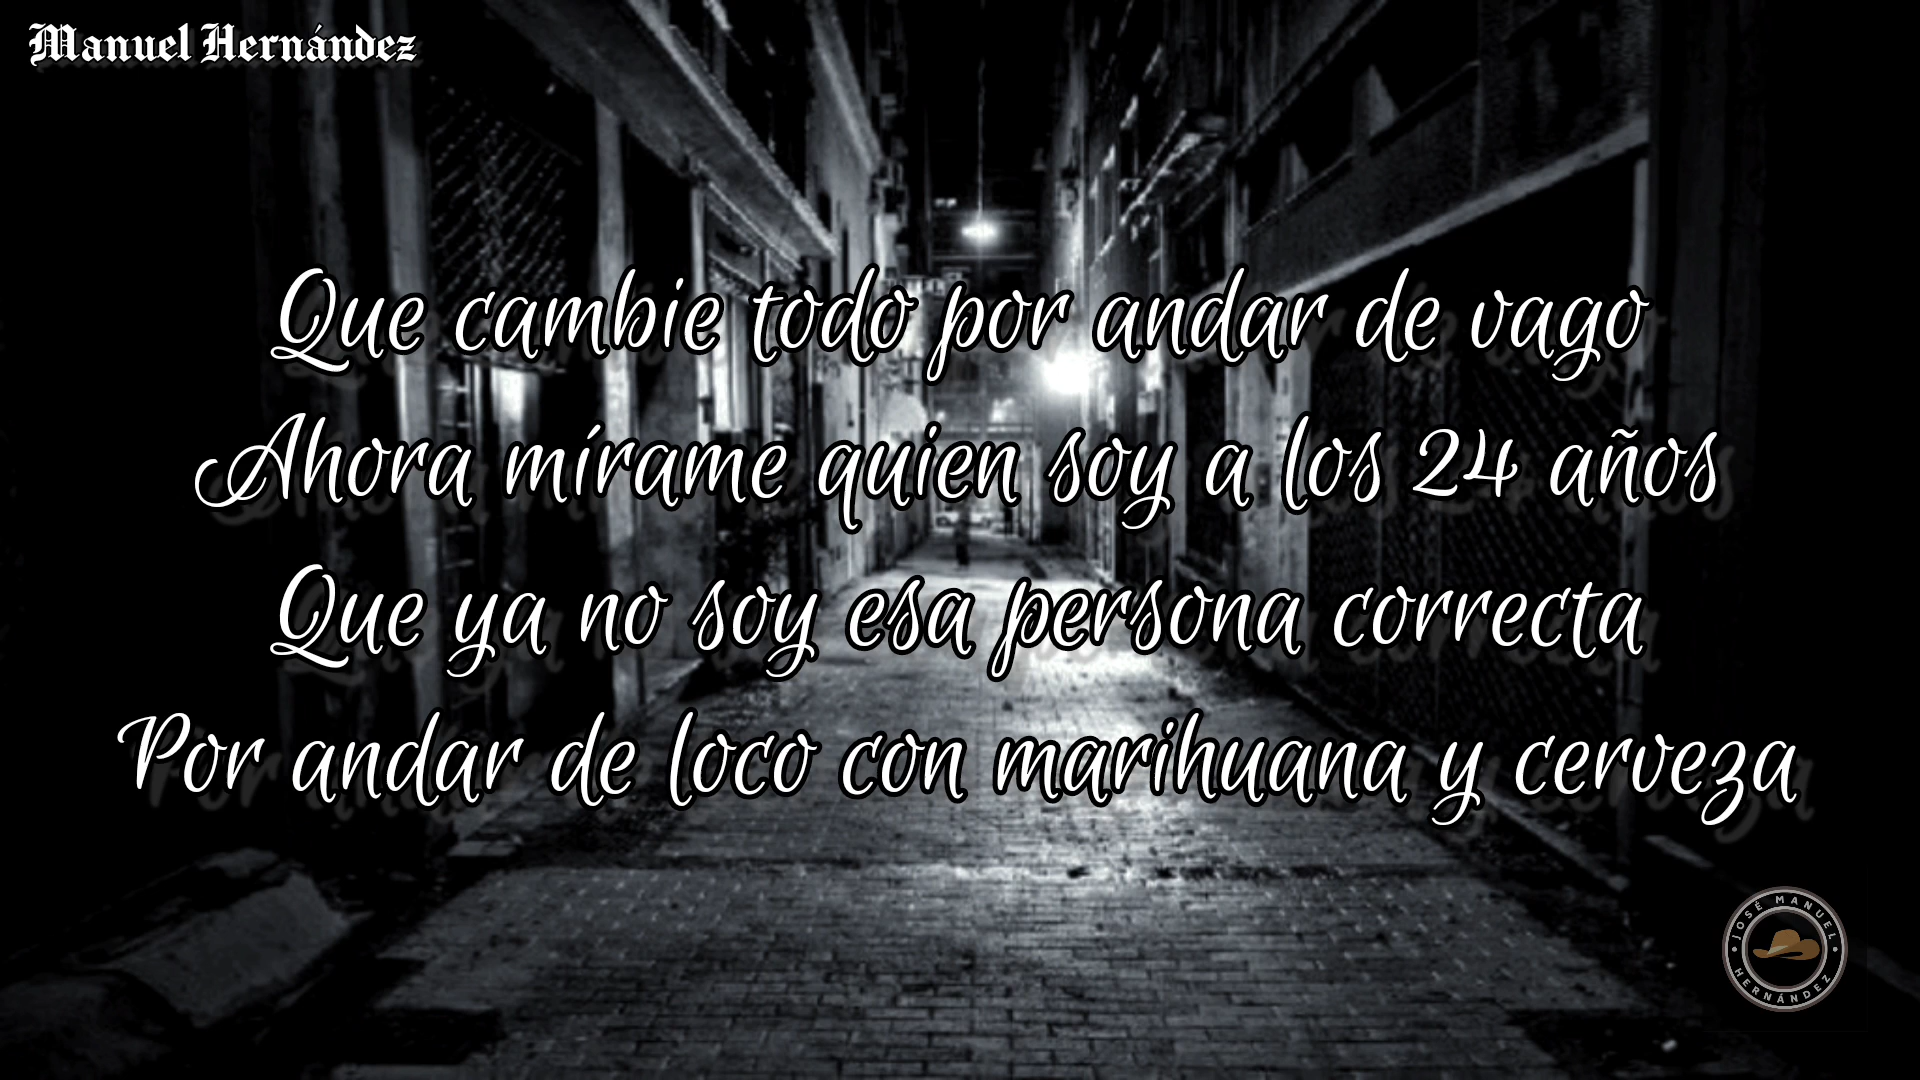 Manuel Hernández
Que cambie todo por andar de vago
Ahora mírame quien soy a los 24 años
Que ya no soy esa persona correcta
Por andar de loco con marihuana y cerveza
JOSÉ MANUEL
HERNÁNDEZ